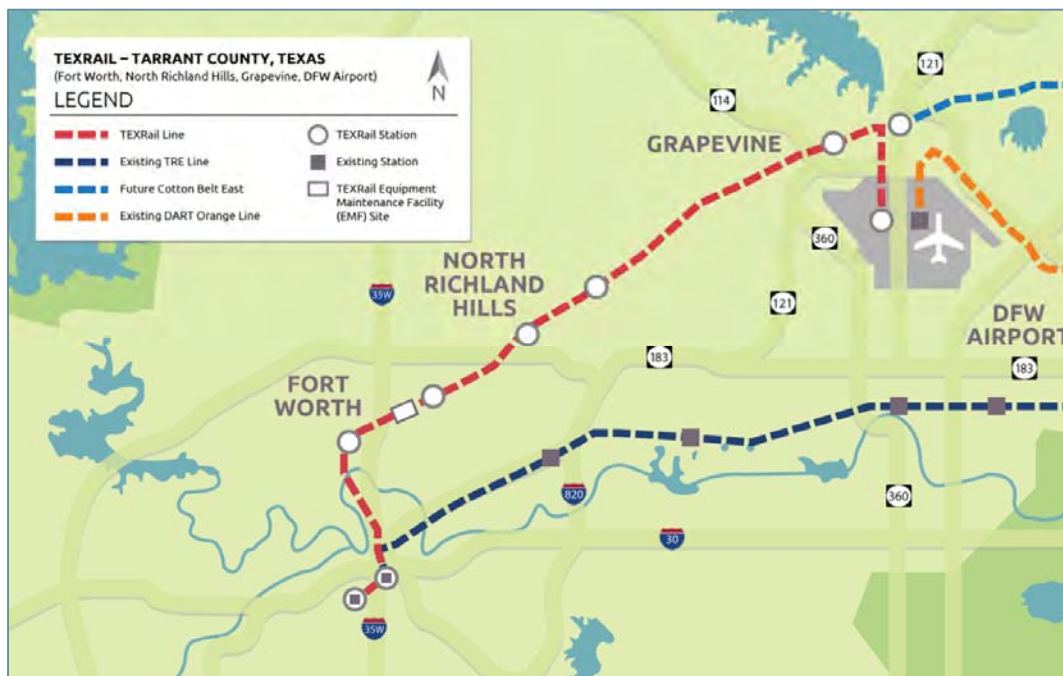 TEXRAIL – TARRANT COUNTY, TEXAS
(Fort Worth, North Richland Hills, Grapevine, DFW Airport)
N
LEGEND
TEXRail Line
Existing TRE Line
Future Cotton Belt East
Existing DART Orange Line
TEXRail Station
Existing Station
TEXRail Equipment
Maintenance Facility
(EMF) Site
121
114
GRAPEVINE
360
35W
NORTH
RICHLAND
HILLS
121
DFW
AIRPORT
183
183
FORT
WORTH
820
360
30
35W